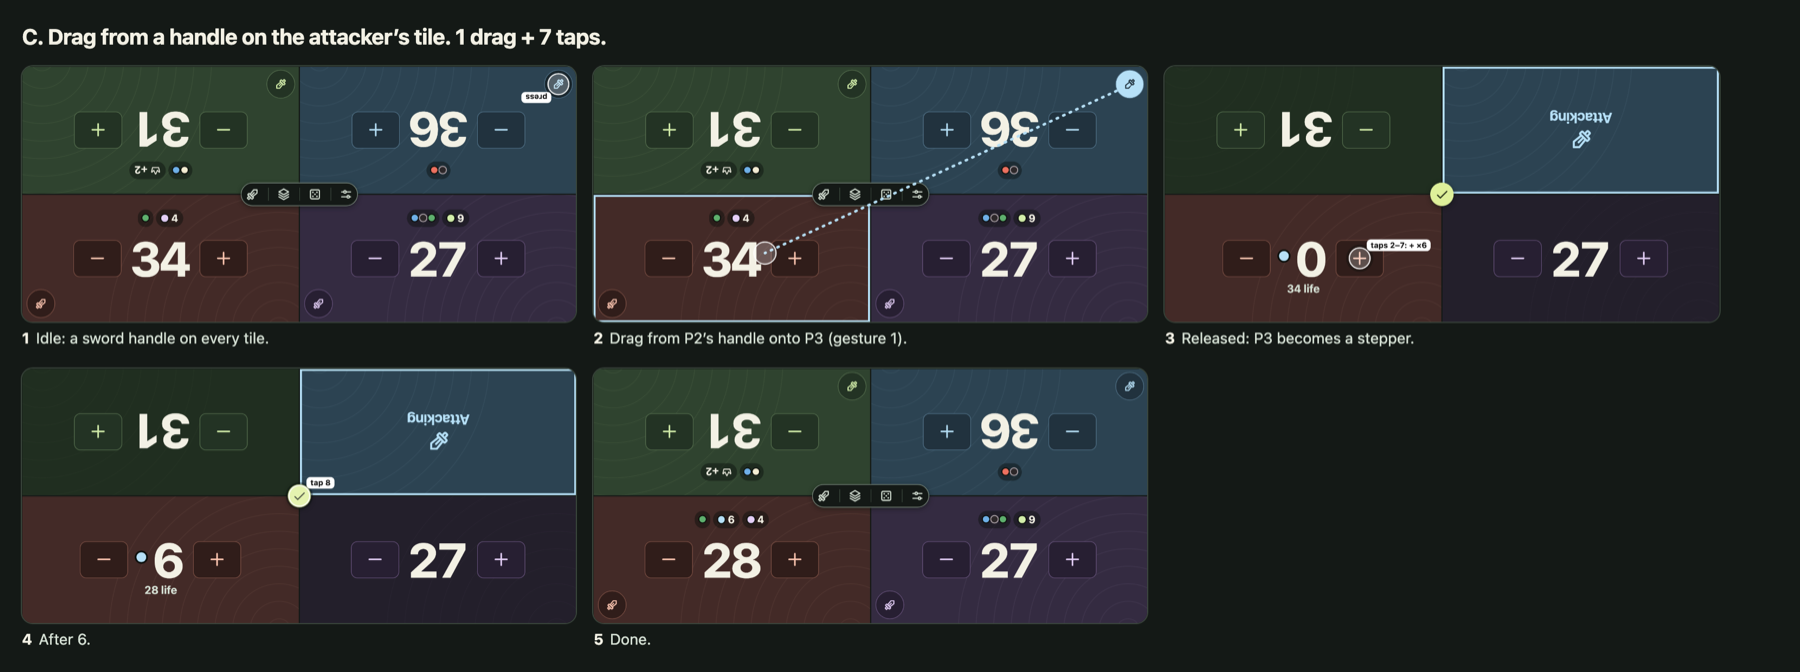 C. Drag from a handle on the attacker's tile. 1 drag + 7 taps.
press
+ 31 −
+2
+ 36 −
4
− 34 +
9
− 27 +
1 Idle: a sword handle on every tile.
+ 31 −
+2
+ 36 −
4
− 34 +
9
− 27 +
2 Drag from P2's handle onto P3 (gesture 1).
+ 31 −
Attacking
− 0 +
taps 2–7: + ×6
34 life
− 27 +
3 Released: P3 becomes a stepper.
+ 31 −
Attacking
tap 8
− 6 +
28 life
− 27 +
4 After 6.
+ 31 −
+2
+ 36 −
6 4
− 28 +
9
− 27 +
5 Done.